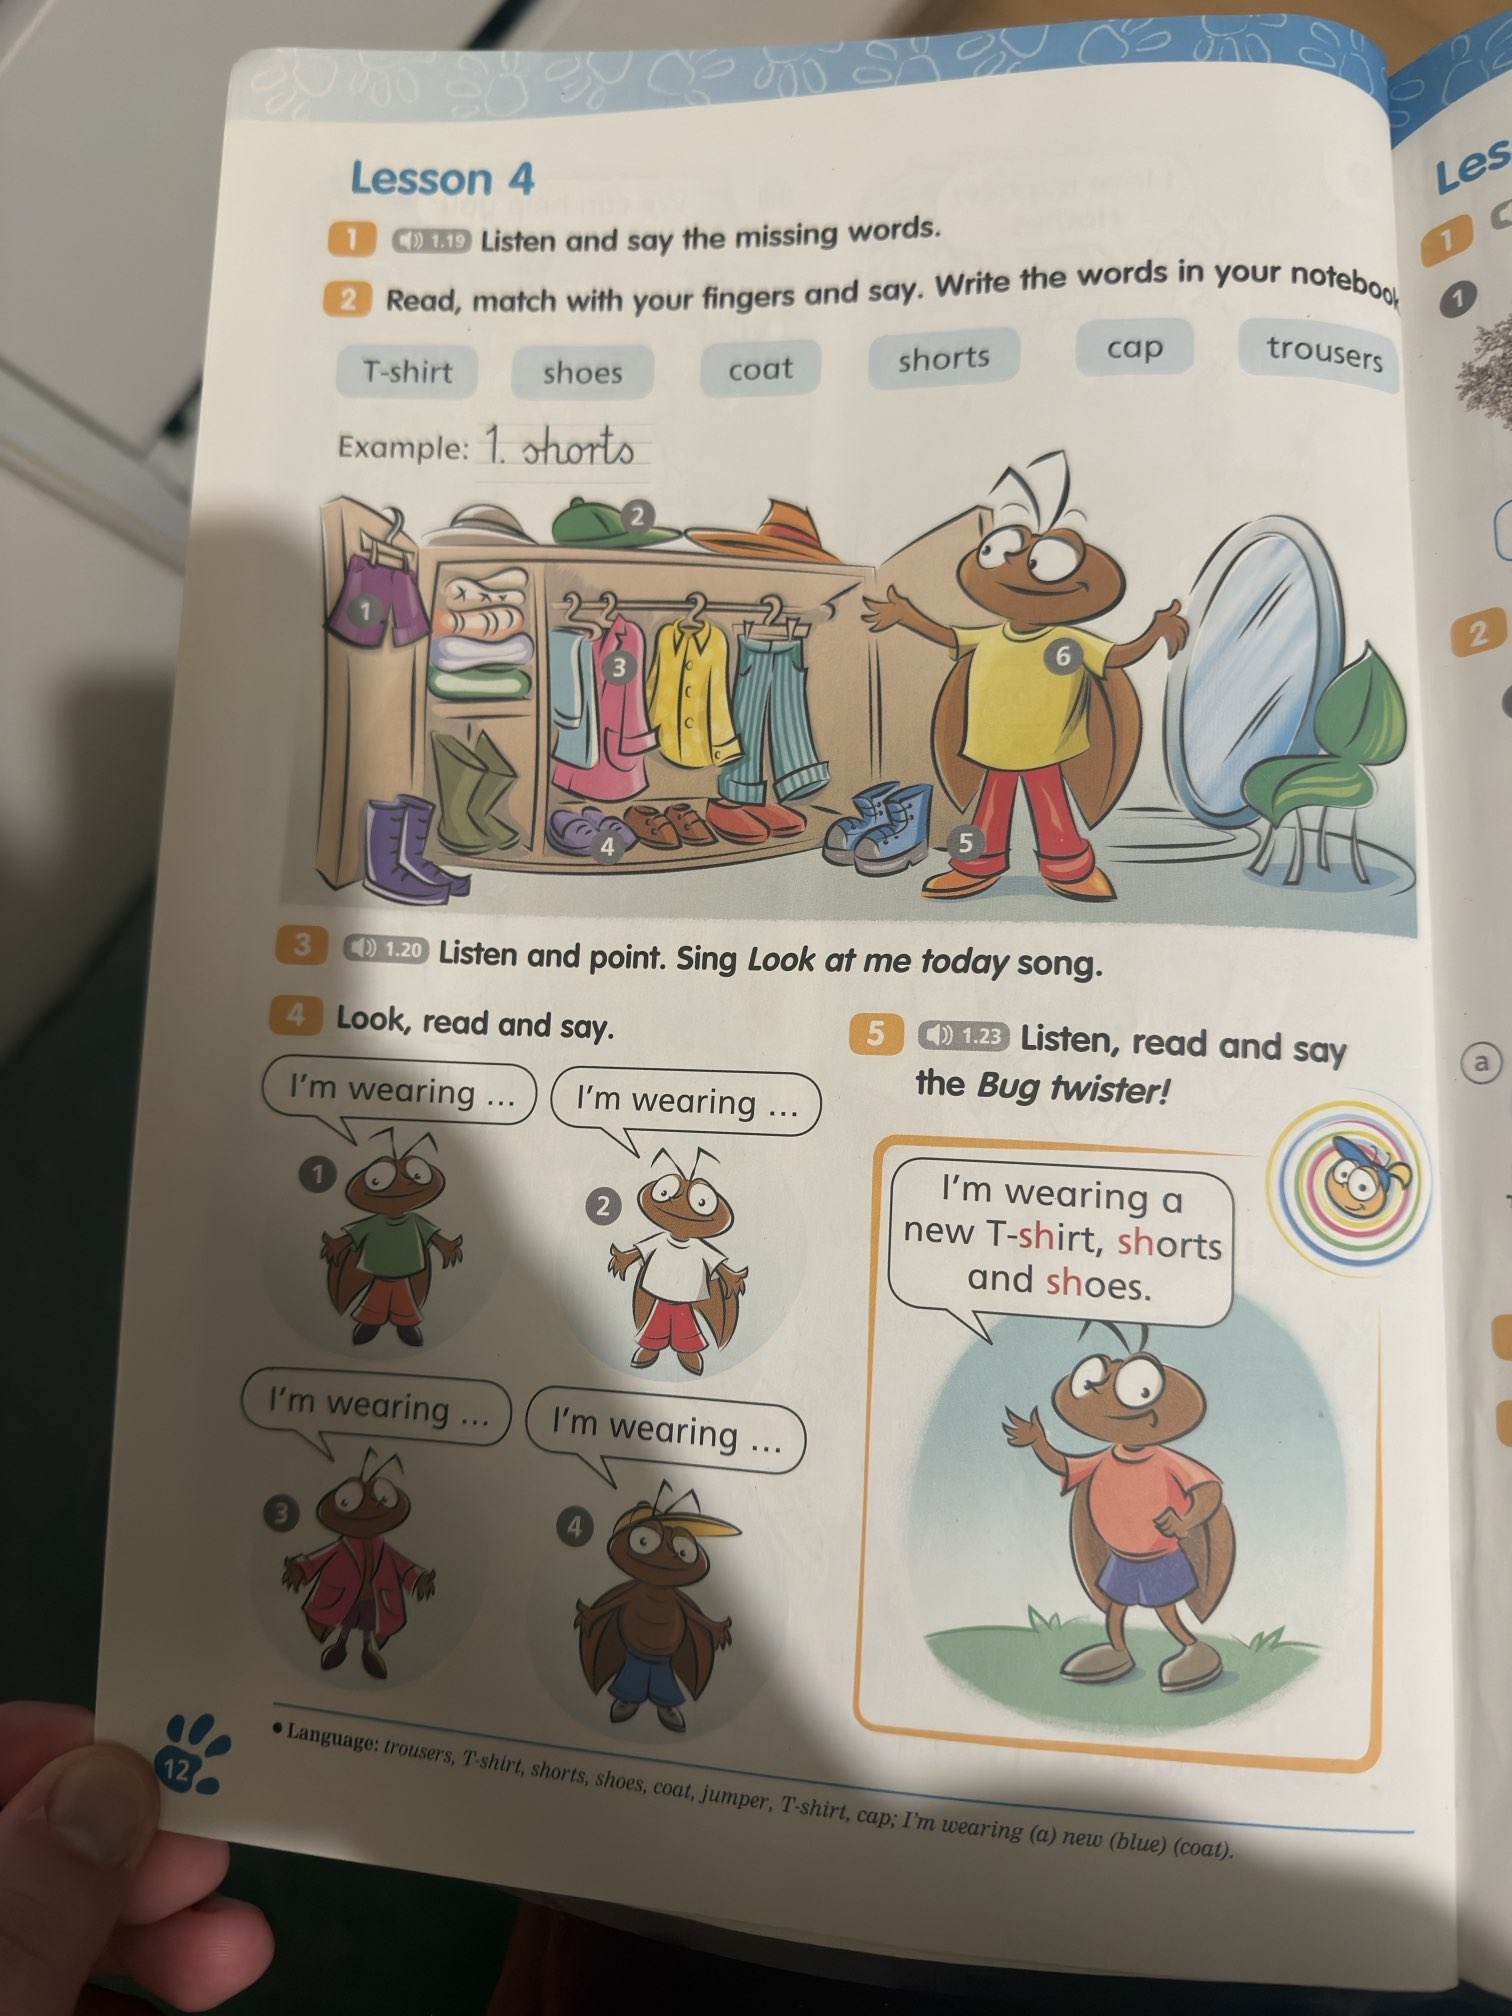 Lesson 4
1 1.19 Listen and say the missing words.
2 Read, match with your fingers and say. Write the words in your notebook
T-shirt shoes coat shorts cap trousers
Example: 1. shorts
1
2
3
4
5
6
3 1.20 Listen and point. Sing Look at me today song.
4 Look, read and say.
I'm wearing ...
1
I'm wearing ...
2
I'm wearing ...
3
I'm wearing ...
4
5 1.23 Listen, read and say
the Bug twister!
I'm wearing a
new T-shirt, shorts
and shoes.
• Language: trousers, T-shirt, shorts, shoes, coat, jumper, T-shirt, cap; I'm wearing (a) new (blue) (coat).
12
Les
1
1
2
a